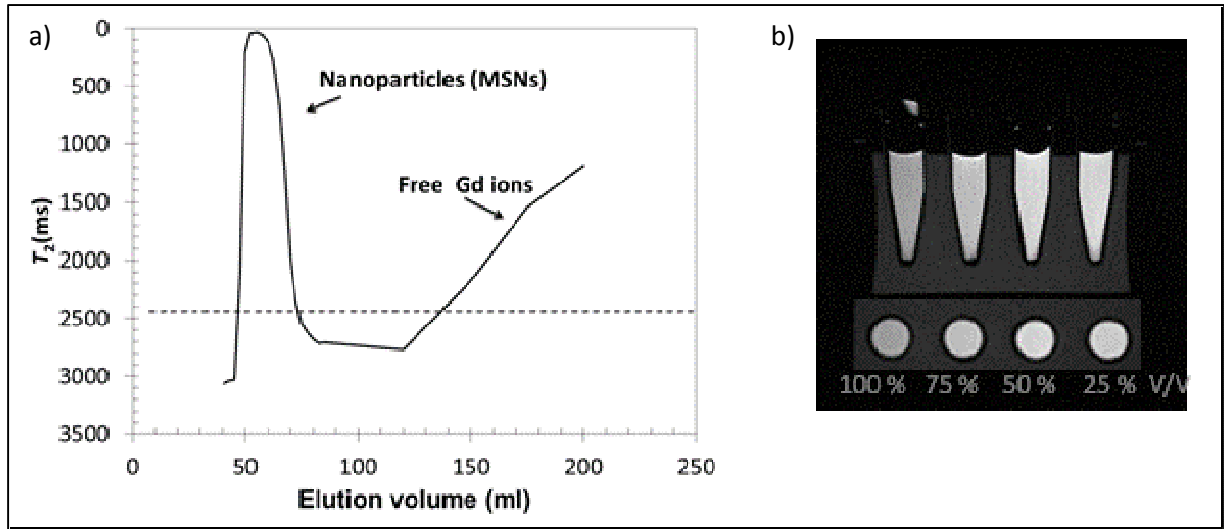 a)
0
500
1000
1500
2000
2500
3000
3500
T₂(ms)
Nanoparticles (MSNs)
Free Gd ions
0 50 100 150 200 250
Elution volume (ml)
b)
100 % 75 % 50 % 25 % V/V